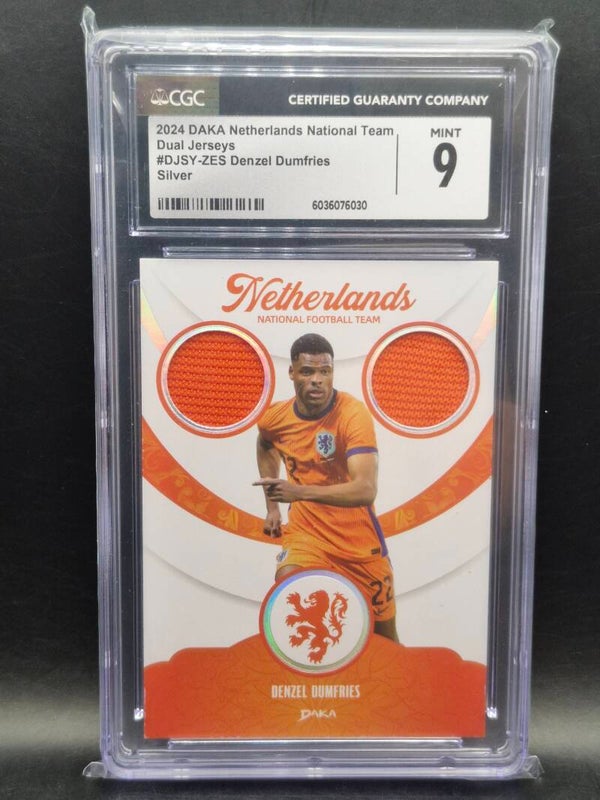 CGC
CERTIFIED GUARANTY COMPANY
2024 DAKA Netherlands National Team
Dual Jerseys
#DJSY-ZES Denzel Dumfries
Silver
MINT
9
6036076030
Netherlands
NATIONAL FOOTBALL TEAM
22
DENZEL DUMFRIES
DAKA